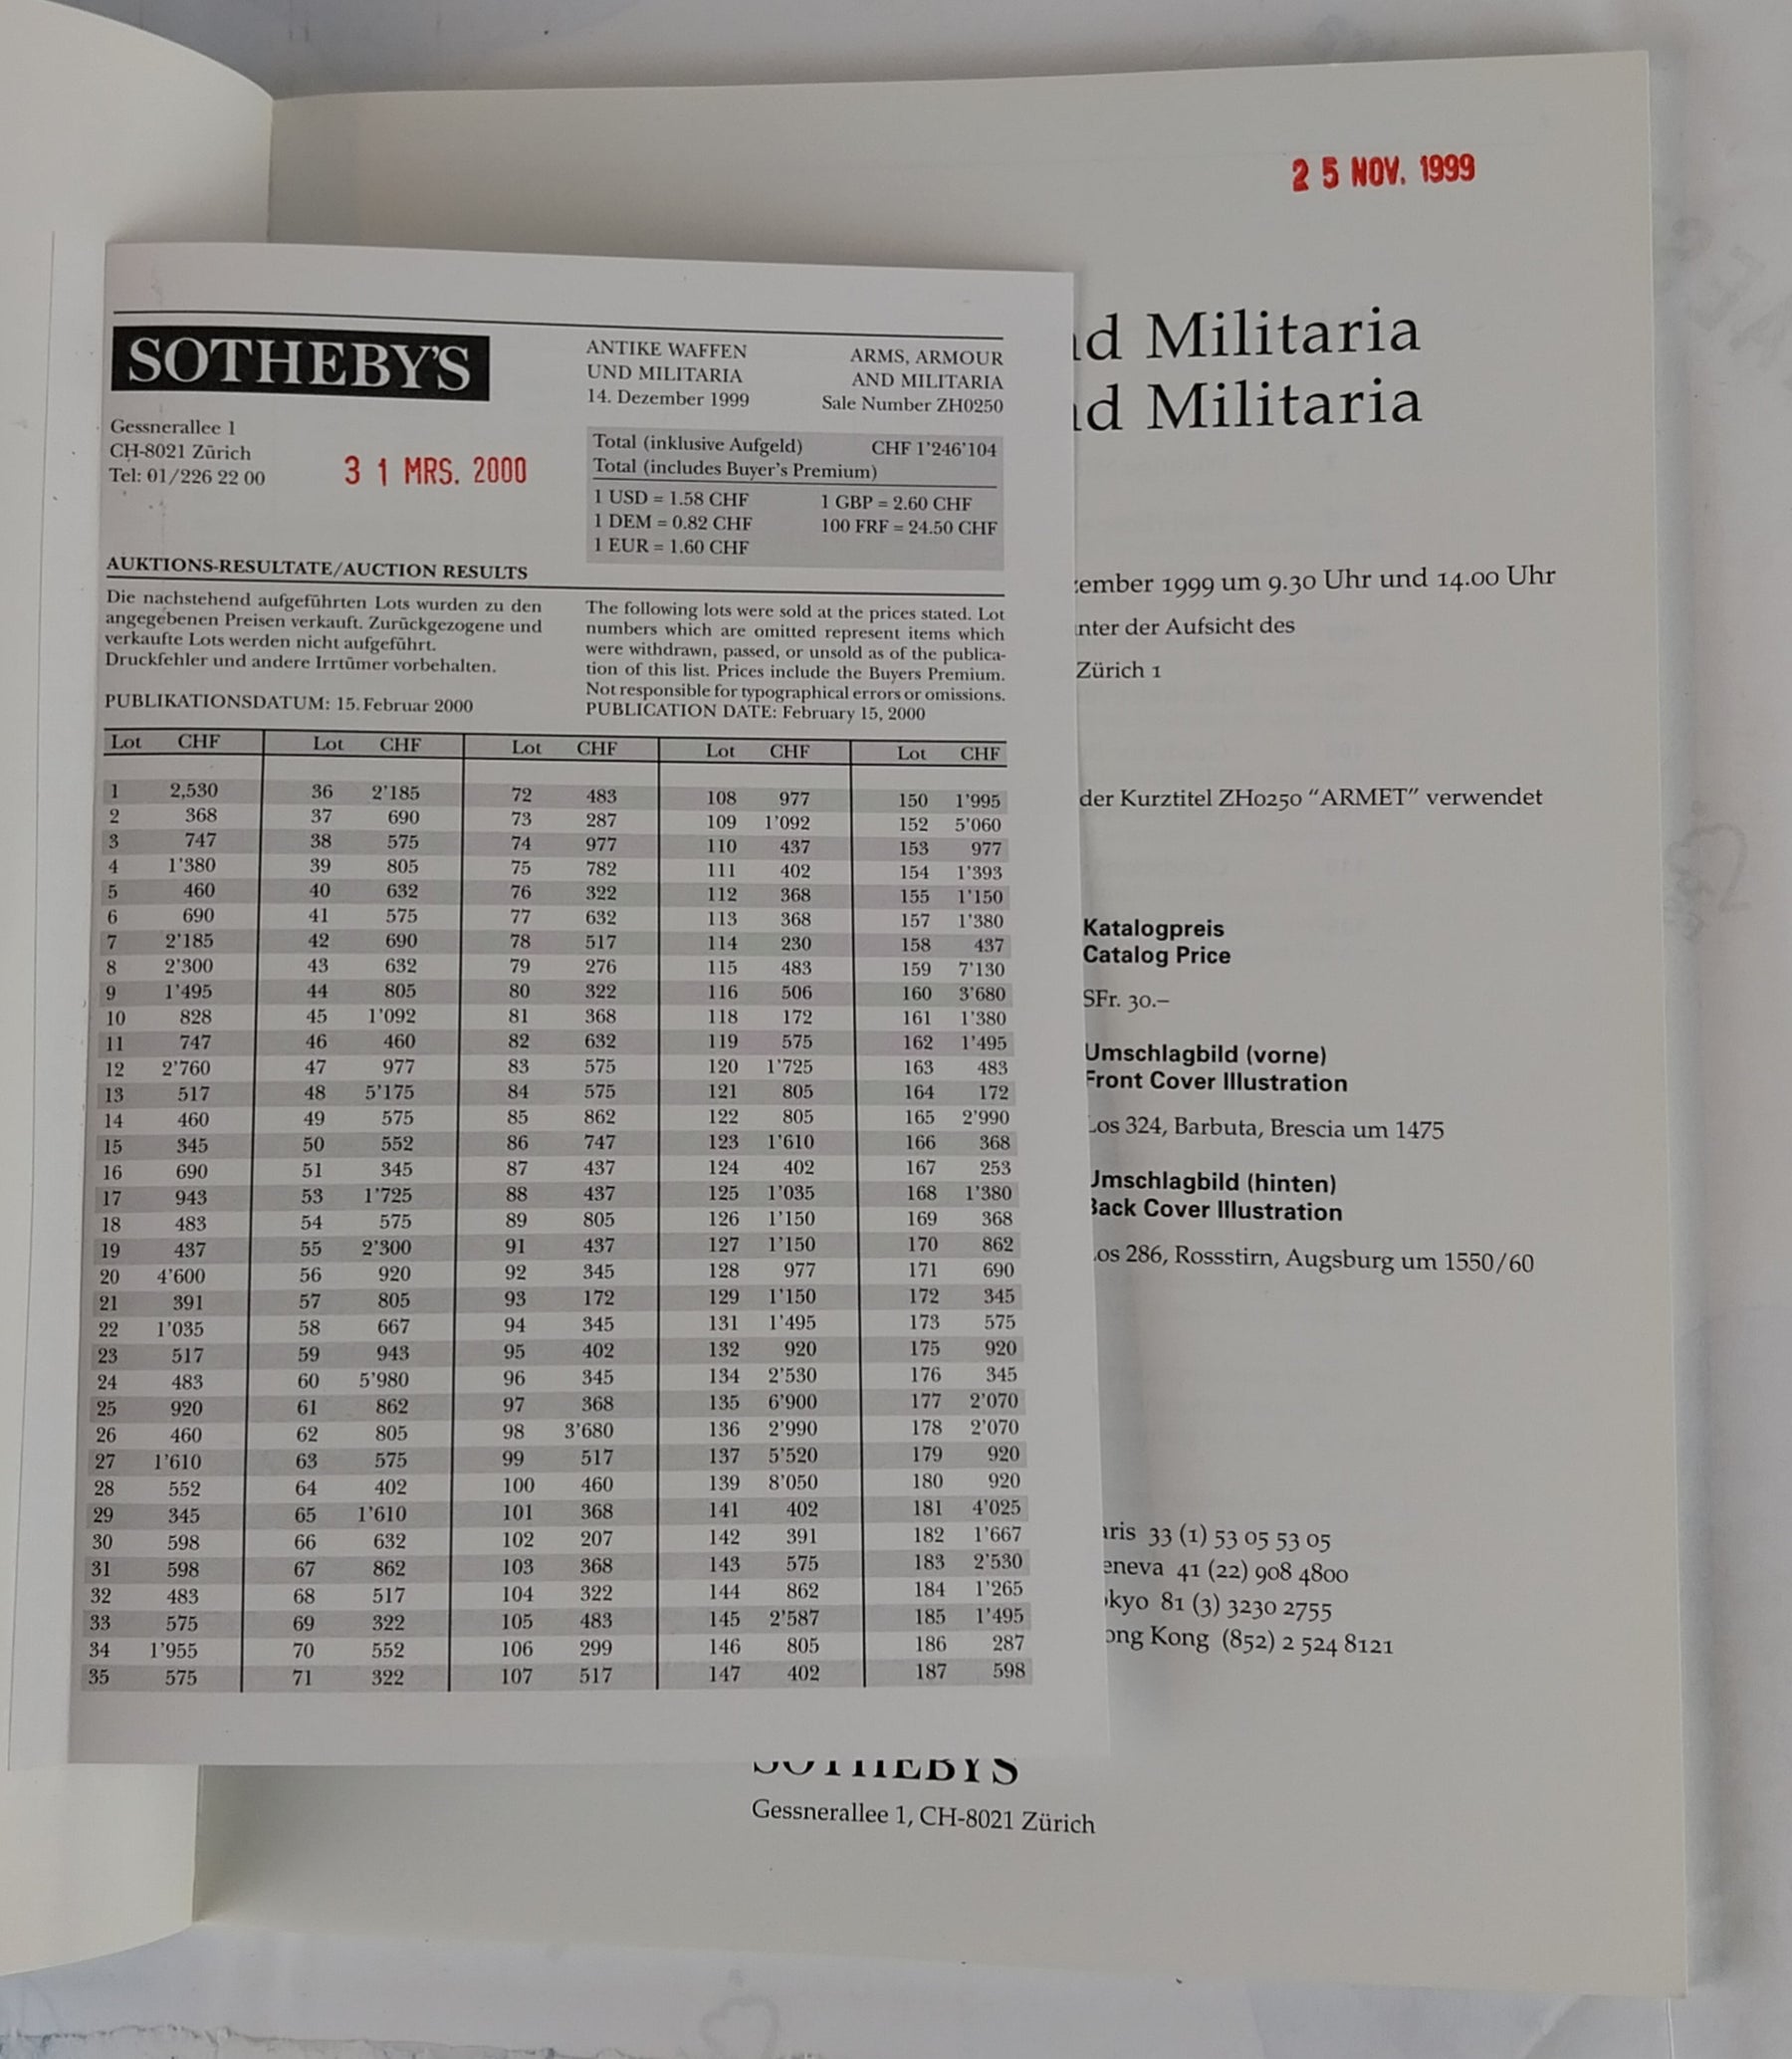 25 NOV. 1999
d Militaria
d Militaria
1999 um 9.30 Uhr und 14.00 Uhr
der Aufsicht des
Zürich 1
der Kurztitel ZH0250 “ARMET” verwendet
Katalogpreis
Catalog Price
SFr. 30.–
Umschlagbild (vorne)
Front Cover Illustration
Los 324, Barbuta, Brescia um 1475
Umschlagbild (hinten)
Back Cover Illustration
Los 286, Rossstirn, Augsburg um 1550/60
aris 33 (1) 53 05 53 05
eneva 41 (22) 908 4800
kyo 81 (3) 3230 2755
ong Kong (852) 2 524 8121
SOTHEBYS
Gessnerallee 1, CH-8021 Zürich
SOTHEBY'S
Gessnerallee 1
CH-8021 Zürich
Tel: 01/226 22 00
31 MRS. 2000
ANTIKE WAFFEN
UND MILITARIA
14. Dezember 1999
ARMS, ARMOUR
AND MILITARIA
Sale Number ZH0250
Total (inklusive Aufgeld) CHF 1'246'104
Total (includes Buyer's Premium)
1 USD = 1.58 CHF 1 GBP = 2.60 CHF
1 DEM = 0.82 CHF 100 FRF = 24.50 CHF
1 EUR = 1.60 CHF
AUKTIONS-RESULTATE/AUCTION RESULTS
Die nachstehend aufgeführten Lots wurden zu den
angegebenen Preisen verkauft. Zurückgezogene und
verkaufte Lots werden nicht aufgeführt.
Druckfehler und andere Irrtümer vorbehalten.
PUBLIKATIONSDATUM: 15. Februar 2000
The following lots were sold at the prices stated. Lot
numbers which are omitted represent items which
were withdrawn, passed, or unsold as of the publica-
tion of this list. Prices include the Buyers Premium.
Not responsible for typographical errors or omissions.
PUBLICATION DATE: February 15, 2000
Lot CHF Lot CHF Lot CHF Lot CHF Lot CHF
1 2,530 36 2'185 72 483 108 977 150 1'995
2 368 37 690 73 287 109 1'092 152 5'060
3 747 38 575 74 977 110 437 153 977
4 1'380 39 805 75 782 111 402 154 1'393
5 460 40 632 76 322 112 368 155 1'150
6 690 41 575 77 632 113 368 157 1'380
7 2'185 42 690 78 517 114 230 158 437
8 2'300 43 632 79 276 115 483 159 7'130
9 1'495 44 805 80 322 116 506 160 3'680
10 828 45 1'092 81 368 118 172 161 1'380
11 747 46 460 82 632 119 575 162 1'495
12 2'760 47 977 83 575 120 1'725 163 483
13 517 48 5'175 84 575 121 805 164 172
14 460 49 575 85 862 122 805 165 2'990
15 345 50 552 86 747 123 1'610 166 368
16 690 51 345 87 437 124 402 167 253
17 943 53 1'725 88 437 125 1'035 168 1'380
18 483 54 575 89 805 126 1'150 169 368
19 437 55 2'300 91 437 127 1'150 170 862
20 4'600 56 920 92 345 128 977 171 690
21 391 57 805 93 172 129 1'150 172 345
22 1'035 58 667 94 345 131 1'495 173 575
23 517 59 943 95 402 132 920 175 920
24 483 60 5'980 96 345 134 2'530 176 345
25 920 61 862 97 368 135 6'900 177 2'070
26 460 62 805 98 3'680 136 2'990 178 2'070
27 1'610 63 575 99 517 137 5'520 179 920
28 552 64 402 100 460 139 8'050 180 920
29 345 65 1'610 101 368 141 402 181 4'025
30 598 66 632 102 207 142 391 182 1'667
31 598 67 862 103 368 143 575 183 2'530
32 483 68 517 104 322 144 862 184 1'265
33 575 69 322 105 483 145 2'587 185 1'495
34 1'955 70 552 106 299 146 805 186 287
35 575 71 322 107 517 147 402 187 598